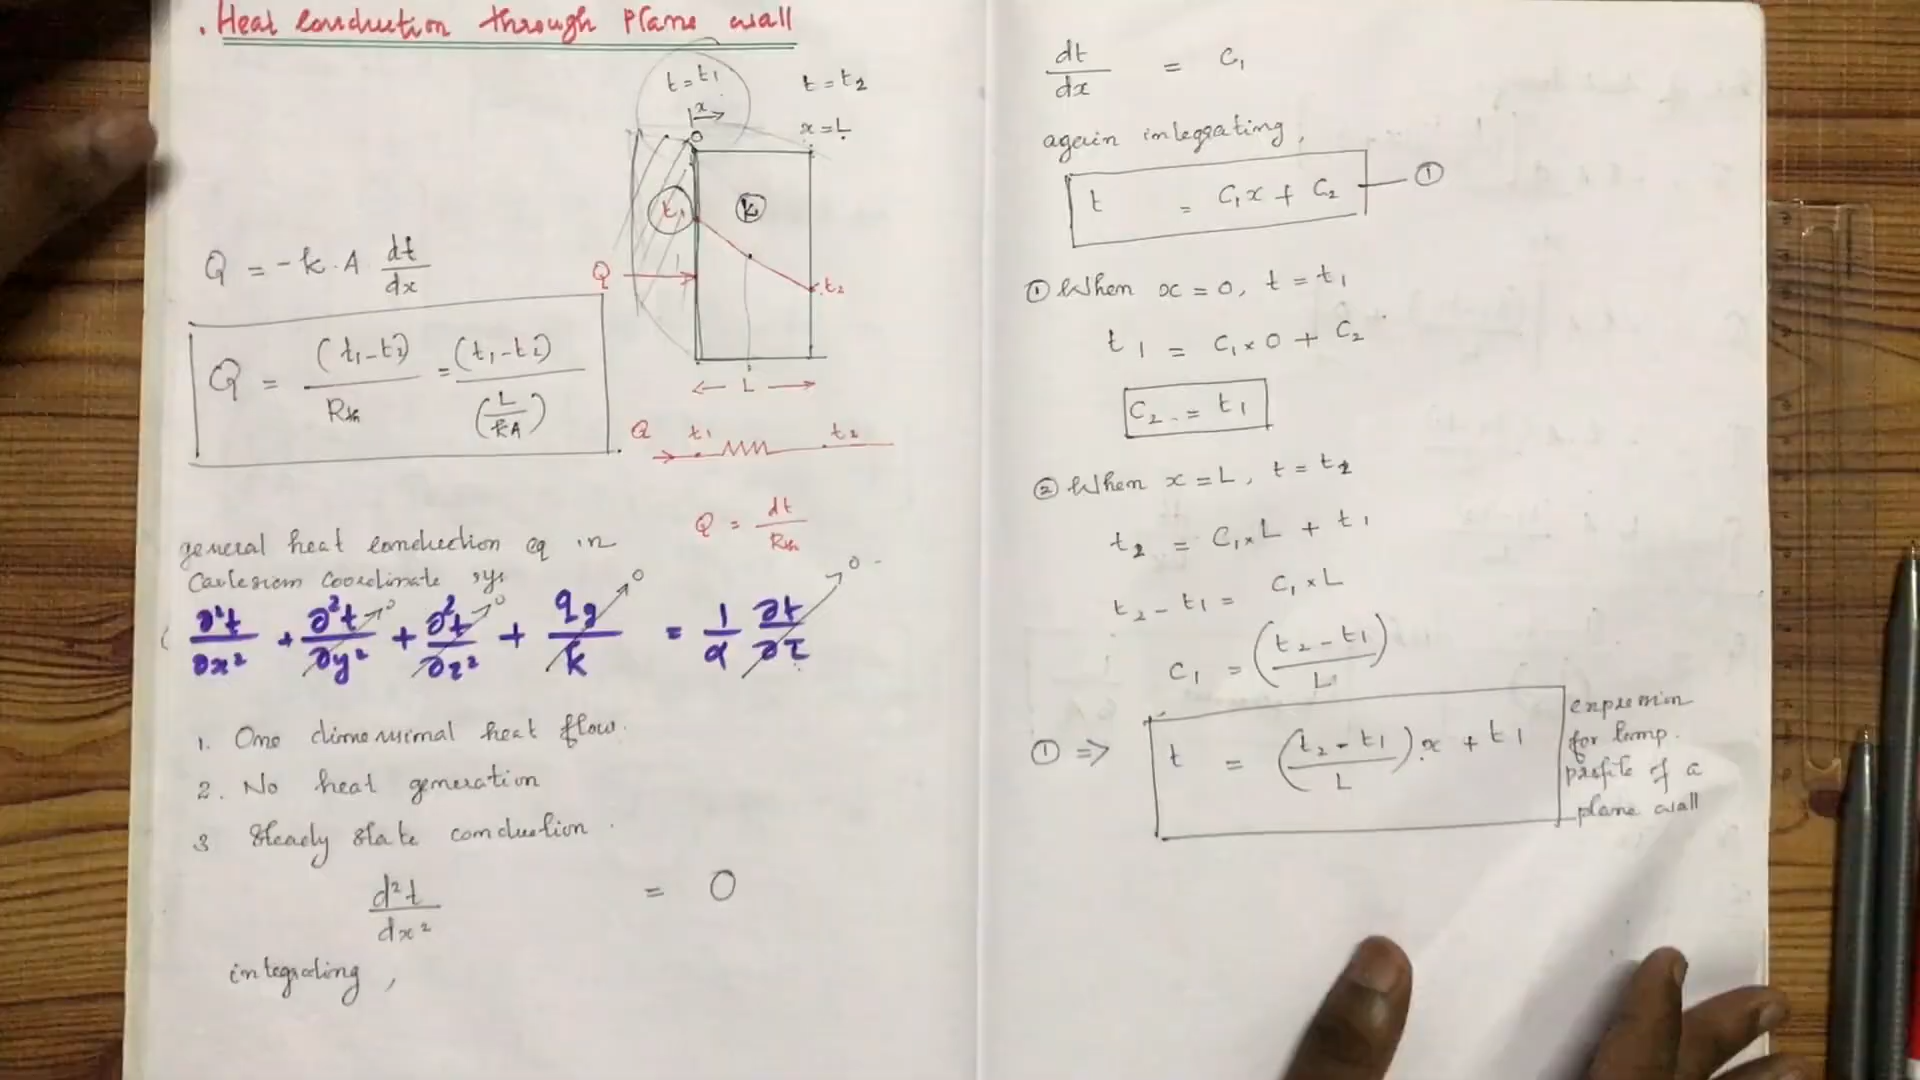 . Heat conduction through Plane wall
t = t1
t = t2
x
0
x = L
t1
k
Q = -k . A dt/dx
Q
t2
Q = (t1 - t2) / Rth = (t1 - t2) / (L/kA)
L
Q t1 t2
Q = dt/Rth
general heat conduction eq in
Cartesian Coordinate sys
∂²t/∂x² + ∂²t/∂y² → 0 + ∂²t/∂z² → 0 + qg/k → 0 = 1/α ∂t/∂τ → 0
1. One dimensional heat flow.
2. No heat generation
3 Steady state conduction
d²t/dx² = 0
integrating,
dt/dx = C1
again integrating,
t = C1x + C2 — ①
① When x = 0, t = t1
t1 = C1 × 0 + C2
C2 = t1
② When x = L, t = t2
t2 = C1 × L + t1
t2 - t1 = C1 × L
C1 = (t2 - t1 / L)
① => t = (t2 - t1 / L) . x + t1
expression
for temp.
profile of a
plane wall